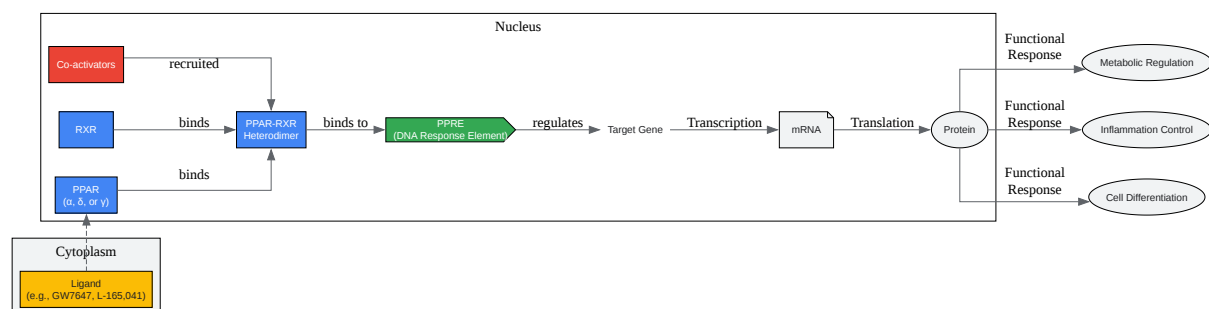 Nucleus
Co-activators
recruited
RXR
binds
PPAR-RXR
Heterodimer
binds to
PPRE
(DNA Response Element)
regulates
Target Gene
Transcription
mRNA
Translation
Protein
Functional
Response
Metabolic Regulation
Functional
Response
Inflammation Control
Functional
Response
Cell Differentiation
binds
PPAR
(α, δ, or γ)
Cytoplasm
Ligand
(e.g., GW7647, L-165,041)